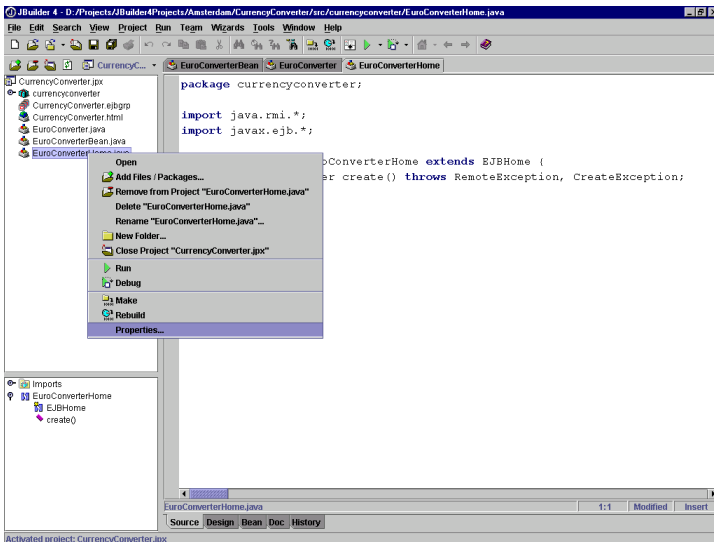 JBuilder 4 - D:/Projects/JBuilder4Projects/Amsterdam/CurrencyConverter/src/currencyconverter/EuroConverterHome.java
File Edit Search View Project Run Team Wizards Tools Window Help
CurrencyC...
EuroConverterBean EuroConverter EuroConverterHome
CurrencyConverter.jpx
currencyconverter
CurrencyConverter.ejbgrp
CurrencyConverter.html
EuroConverter.java
EuroConverterBean.java
EuroConverterHome.java
Open
Add Files / Packages...
Remove from Project "EuroConverterHome.java"
Delete "EuroConverterHome.java"
Rename "EuroConverterHome.java"...
New Folder...
Close Project "CurrencyConverter.jpx"
Run
Debug
Make
Rebuild
Properties...
package currencyconverter;
import java.rmi.*;
import javax.ejb.*;
oConverterHome extends EJBHome {
er create() throws RemoteException, CreateException;
Imports
EuroConverterHome
EJBHome
create()
EuroConverterHome.java 1:1 Modified Insert
Source Design Bean Doc History
Activated project: CurrencyConverter.jpx